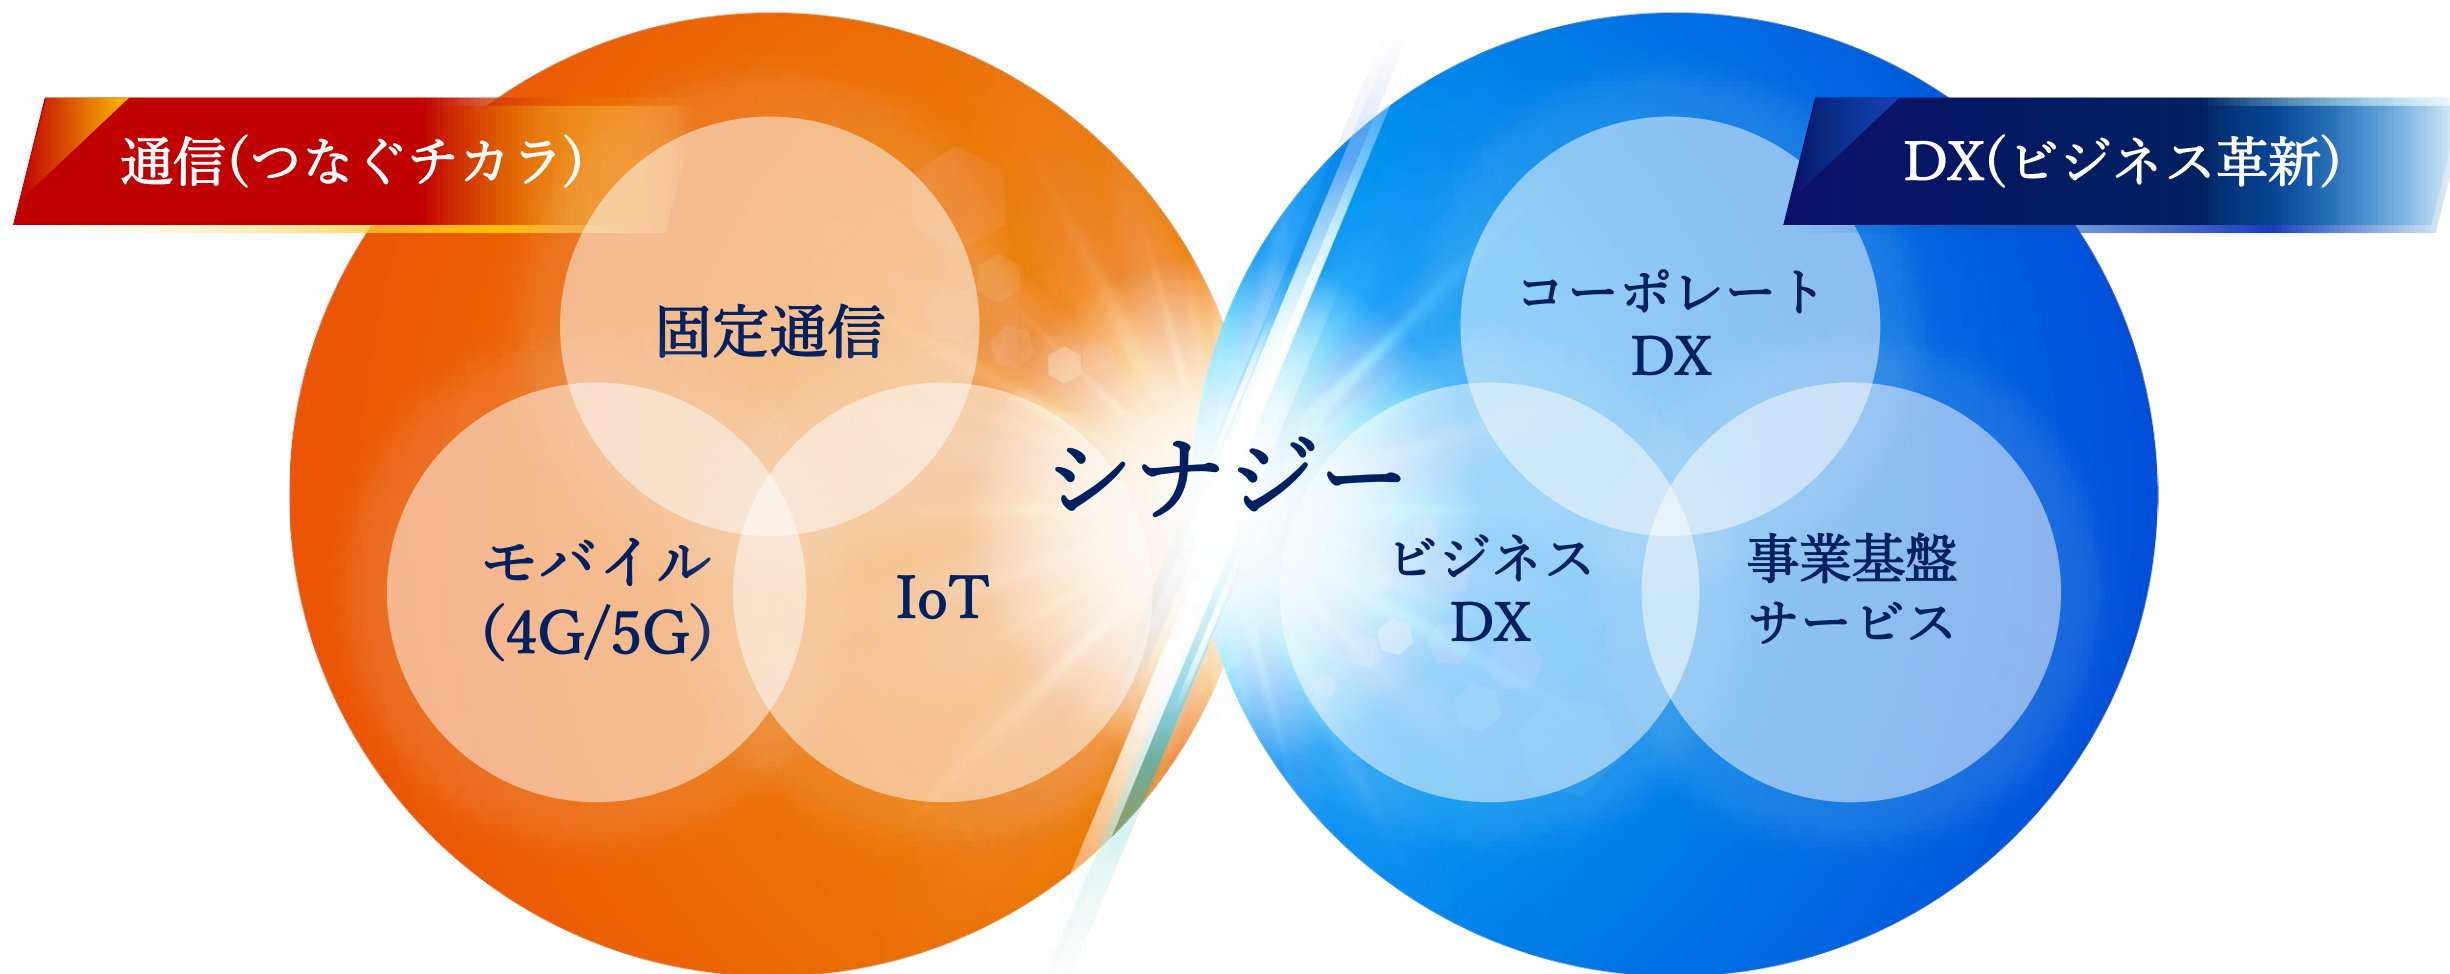 通信(つなぐチカラ)
固定通信
モバイル
(4G/5G)
IoT
シナジー
DX(ビジネス革新)
コーポレート
DX
ビジネス
DX
事業基盤
サービス